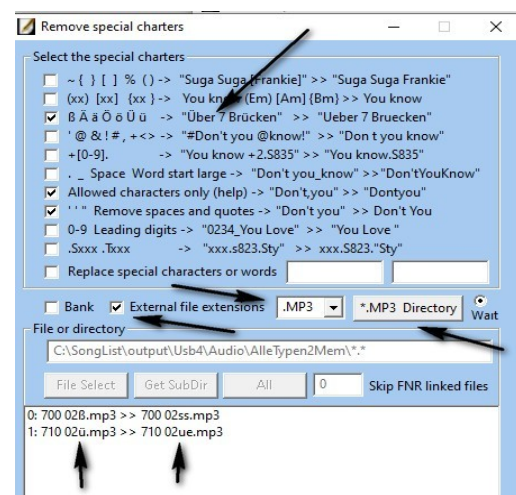 Remove special charters
Select the special charters
~ { } [ ] % ( ) -> "Suga Suga [Frankie]" >> "Suga Suga Frankie"
(xx) [xx] {xx } -> You know (Em) [Am] {Bm} >> You know
ß Ä ä Ö ö Ü ü -> "Über 7 Brücken" >> "Ueber 7 Bruecken"
' @ & ! # , + < > -> "#Don't you @know!" >> "Don t you know"
+[0-9]. -> "You know +2.S835" >> "You know.S835"
. _ Space Word start large -> "Don't you_know" >>"Don'tYouKnow"
Allowed characters only (help) -> "Don't,you" >> "Dontyou"
' ' " Remove spaces and quotes -> "Don't you" >> Don't You
0-9 Leading digits -> "0234_You Love" >> "You Love "
.Sxxx .Txxx -> "xxx.s823.Sty" >> xxx.S823."Sty"
Replace special characters or words
Bank External file extensions .MP3 *.MP3 Directory Wait
File or directory
C:\SongList\output\Usb4\Audio\AlleTypen2Mem\*.*
File Select Get SubDir All 0 Skip FNR linked files
0: 700 02ß.mp3 >> 700 02ss.mp3
1: 710 02ü.mp3 >> 710 02ue.mp3